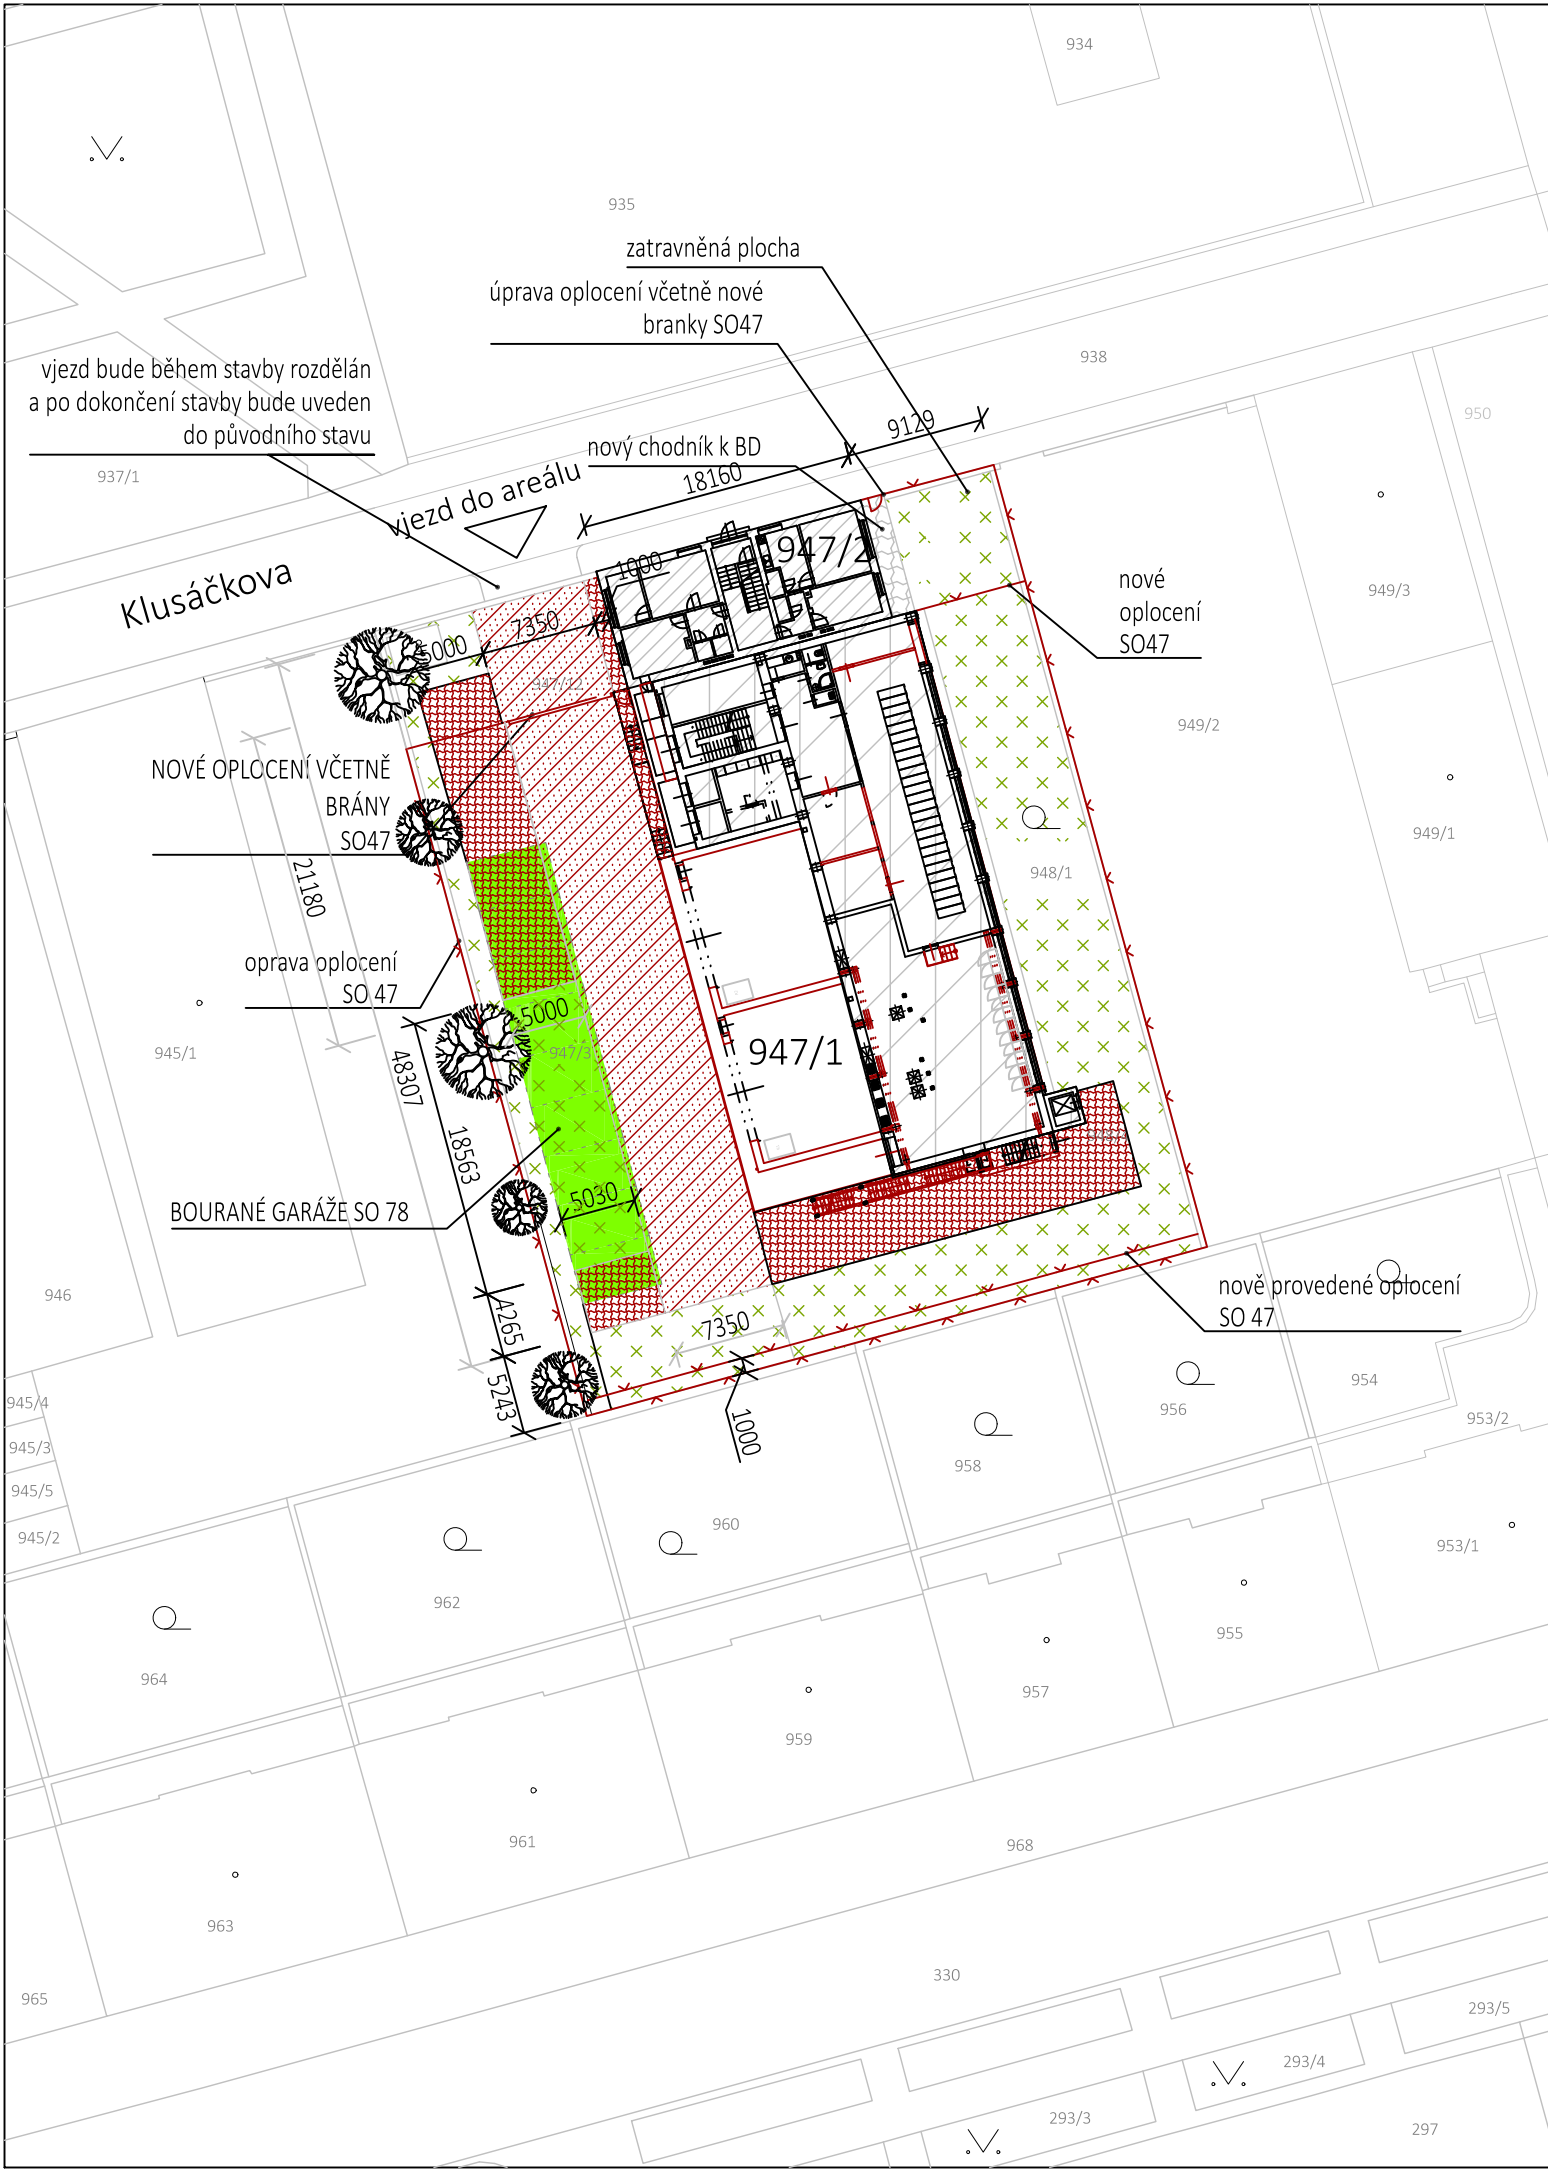 934
935
zatravněná plocha
úprava oplocení včetně nové
branky SO47
938
vjezd bude během stavby rozdělán
a po dokončení stavby bude uveden
do původního stavu
950
9129
nový chodník k BD
937/1
18160
vjezd do areálu
947/2
1000
Klusáčkova
nové
oplocení
SO47
949/3
7350
5000
947/12
949/2
NOVÉ OPLOCENÍ VČETNĚ
BRÁNY
SO47
949/1
21180
948/1
oprava oplocení
SO 47
5000
947/3
947/1
945/1
48307
18563
5030
BOURANÉ GARÁŽE SO 78
946
nově provedené oplocení
SO 47
4265
7350
5243
1000
945/4
945/3
945/5
945/2
954
956
953/2
958
960
953/1
962
955
964
957
959
961
968
963
330
965
293/5
293/4
293/3
297